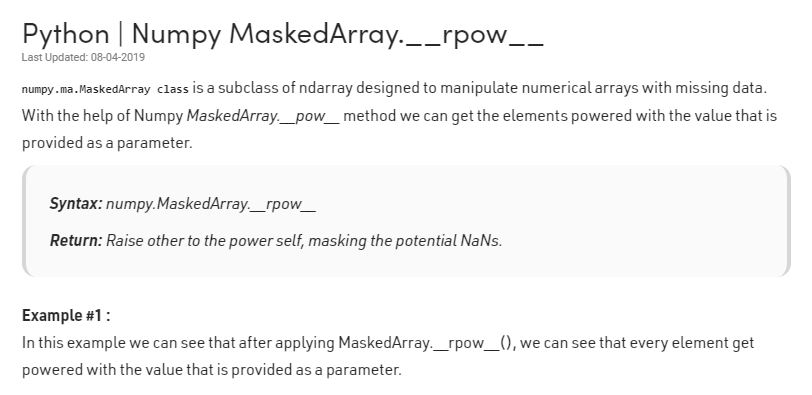 Python | Numpy MaskedArray.__rpow__
Last Updated: 08-04-2019
numpy.ma.MaskedArray class is a subclass of ndarray designed to manipulate numerical arrays with missing data.
With the help of Numpy MaskedArray.__pow__ method we can get the elements powered with the value that is
provided as a parameter.
Syntax: numpy.MaskedArray.__rpow__
Return: Raise other to the power self, masking the potential NaNs.
Example #1 :
In this example we can see that after applying MaskedArray.__rpow__(), we can see that every element get
powered with the value that is provided as a parameter.